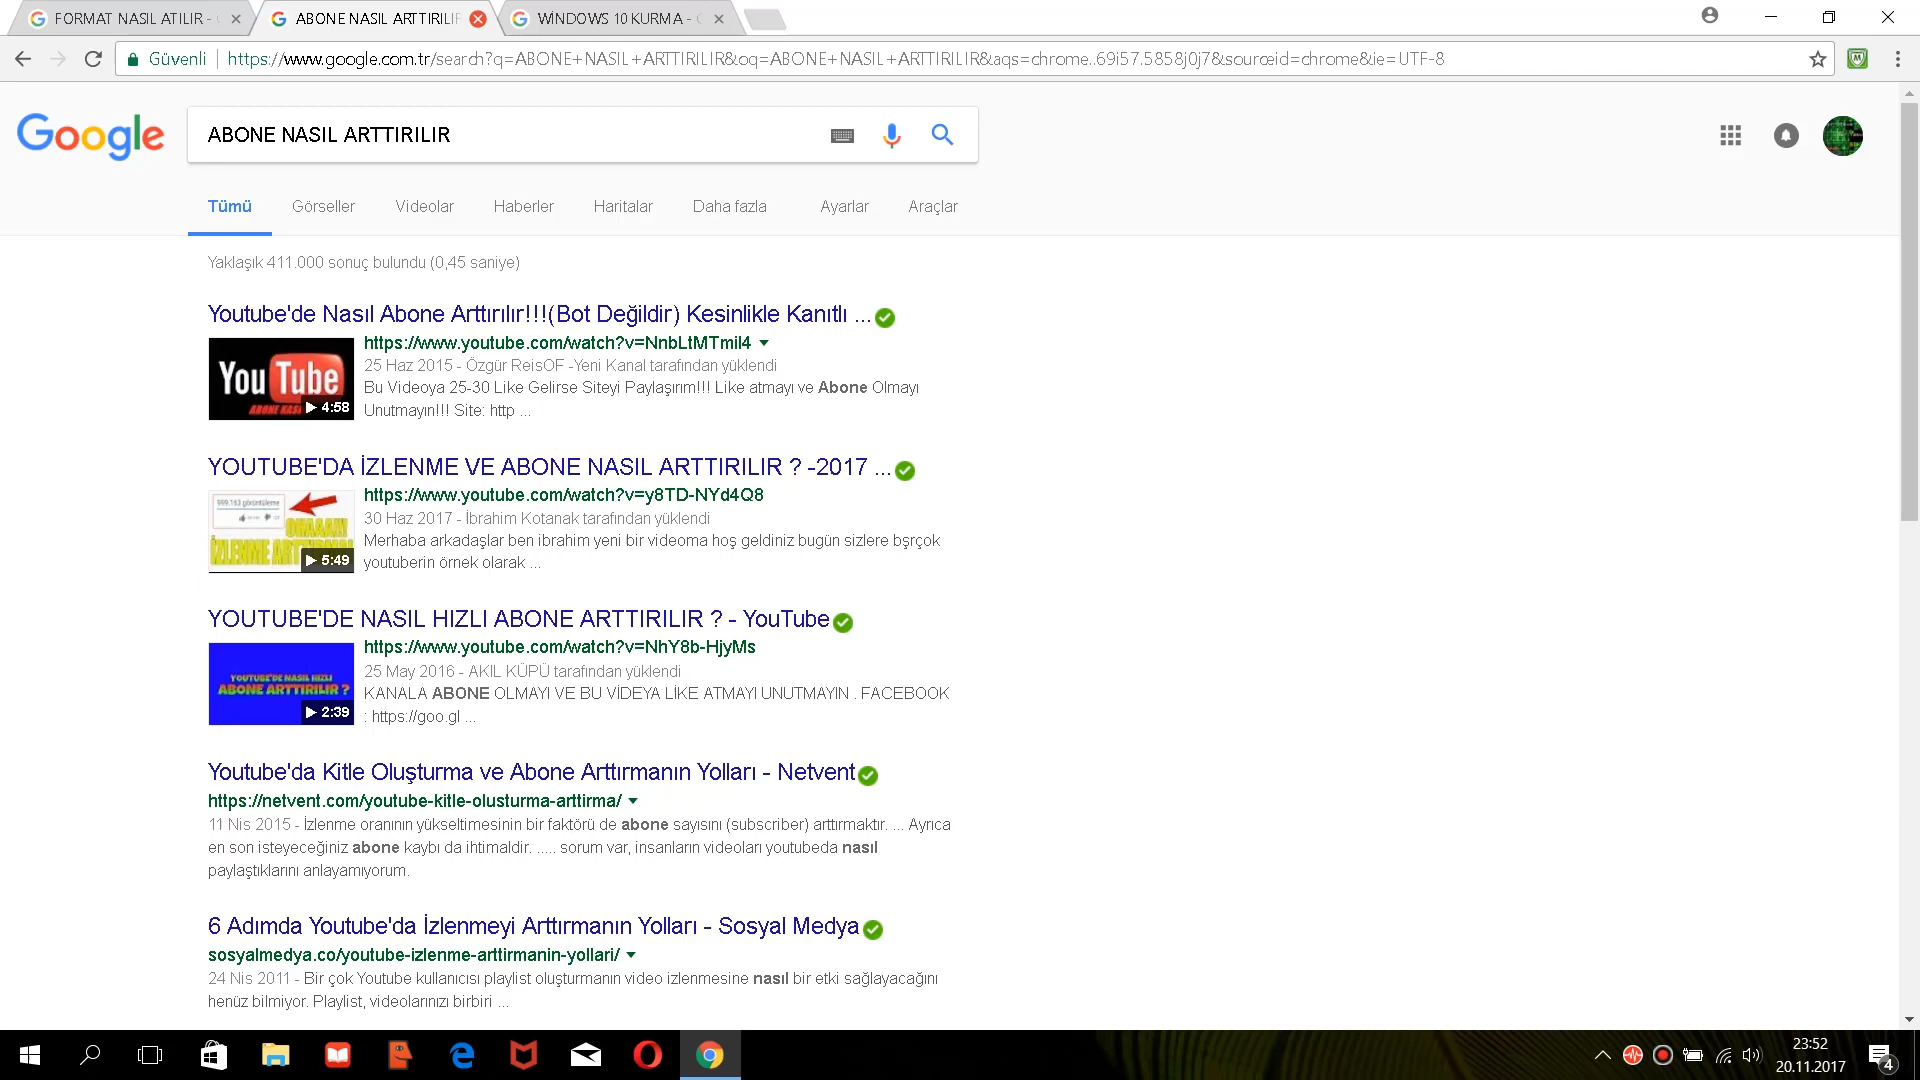 FORMAT NASIL ATILIR -
ABONE NASIL ARTTIRILIR
WİNDOWS 10 KURMA -
Güvenli
https://www.google.com.tr/search?q=ABONE+NASIL+ARTTIRILIR&oq=ABONE+NASIL+ARTTIRILIR&aqs=chrome..69i57.5858j0j7&sourceid=chrome&ie=UTF-8
Google
ABONE NASIL ARTTIRILIR
Tümü Görseller Videolar Haberler Haritalar Daha fazla Ayarlar Araçlar
Yaklaşık 411.000 sonuç bulundu (0,45 saniye)
Youtube'de Nasıl Abone Arttırılır!!!(Bot Değildir) Kesinlikle Kanıtlı ...
You Tube
4:58
https://www.youtube.com/watch?v=NnbLtMTmiI4
25 Haz 2015 - Özgür ReisOF -Yeni Kanal tarafından yüklendi
Bu Videoya 25-30 Like Gelirse Siteyi Paylaşırım!!! Like atmayı ve Abone Olmayı
Unutmayın!!! Site: http ...
YOUTUBE'DA İZLENME VE ABONE NASIL ARTTIRILIR ? -2017 ...
999.163 görüntüleme
5:49
https://www.youtube.com/watch?v=y8TD-NYd4Q8
30 Haz 2017 - İbrahim Kotanak tarafından yüklendi
Merhaba arkadaşlar ben ibrahim yeni bir videoma hoş geldiniz bugün sizlere bşrçok
youtuberin örnek olarak ...
YOUTUBE'DE NASIL HIZLI ABONE ARTTIRILIR ? - YouTube
YOUTUBE'DE NASIL HIZLI
ABONE ARTTIRILIR ?
2:39
https://www.youtube.com/watch?v=NhY8b-HjyMs
25 May 2016 - AKIL KÜPÜ tarafından yüklendi
KANALA ABONE OLMAYI VE BU VİDEYA LİKE ATMAYI UNUTMAYIN . FACEBOOK
: https://goo.gl ...
Youtube'da Kitle Oluşturma ve Abone Arttırmanın Yolları - Netvent
https://netvent.com/youtube-kitle-olusturma-arttirma/
11 Nis 2015 - İzlenme oranının yükseltimesinin bir faktörü de abone sayısını (subscriber) arttırmaktır. ... Ayrıca
en son isteyeceğiniz abone kaybı da ihtimaldir. ..... sorum var, insanların videoları youtubeda nasıl
paylaştıklarını anlayamıyorum.
6 Adımda Youtube'da İzlenmeyi Arttırmanın Yolları - Sosyal Medya
sosyalmedya.co/youtube-izlenme-arttirmanin-yollari/
24 Nis 2011 - Bir çok Youtube kullanıcısı playlist oluşturmanın video izlenmesine nasıl bir etki sağlayacağını
henüz bilmiyor. Playlist, videolarınızı birbiri ...
23:52
20.11.2017
4